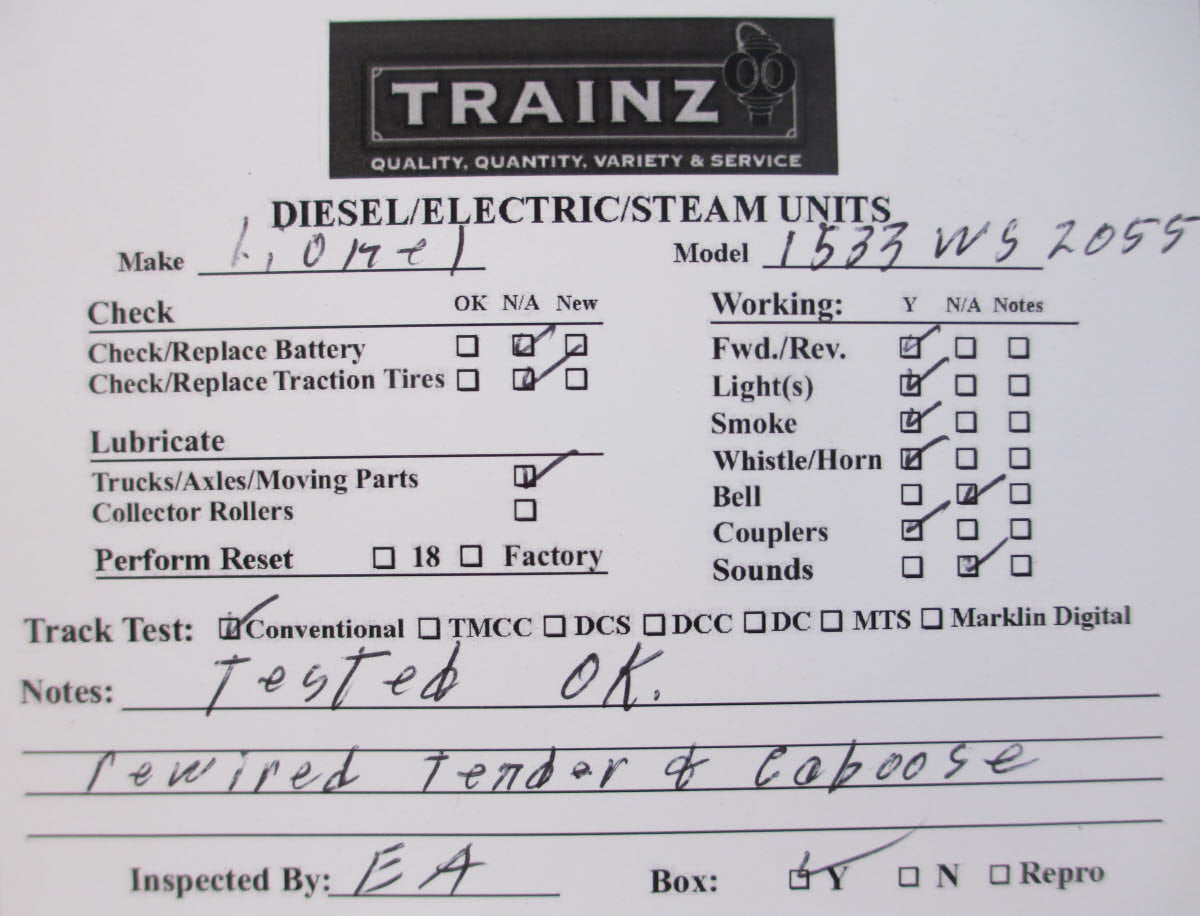 TRAINZ
QUALITY, QUANTITY, VARIETY & SERVICE
DIESEL/ELECTRIC/STEAM UNITS
Make Lionel Model 1533 WS 2055
Check OK N/A New Working: Y N/A Notes
Check/Replace Battery ☐ ☑ ☐ Fwd./Rev. ☑ ☐ ☐
Check/Replace Traction Tires ☐ ☑ ☐ Light(s) ☑ ☐ ☐
Smoke ☑ ☐ ☐
Lubricate Whistle/Horn ☑ ☐ ☐
Trucks/Axles/Moving Parts ☑ Bell ☐ ☑ ☐
Collector Rollers ☐ Couplers ☑ ☐ ☐
Perform Reset ☐ 18 ☐ Factory Sounds ☐ ☑ ☐
Track Test: ☑ Conventional ☐ TMCC ☐ DCS ☐ DCC ☐ DC ☐ MTS ☐ Marklin Digital
Notes: Tested OK.
rewired Tender & Caboose
Inspected By: EA Box: ☑ Y ☐ N ☐ Repro